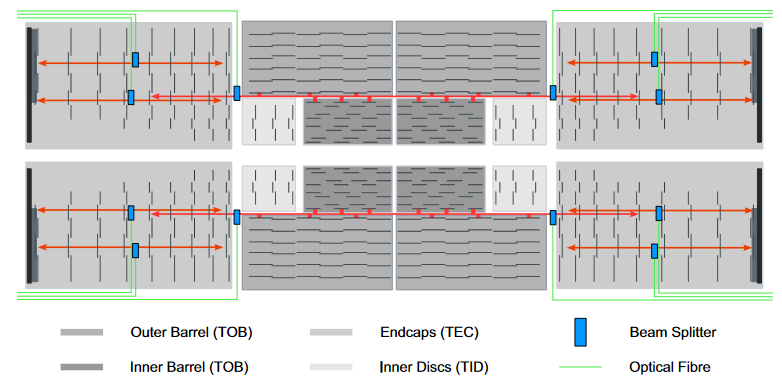 Outer Barrel (TOB) Endcaps (TEC) Beam Splitter
Inner Barrel (TOB) Inner Discs (TID) Optical Fibre